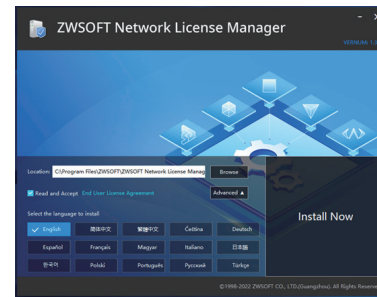 ZWSOFT Network License Manager
Location: C:\Program Files\ZWSOFT\ZWSOFT Network License Manag
Browse
Read and Accept End User License Agreement
Advanced ▲
Select the language to install
English
简体中文
繁體中文
Čeština
Deutsch
Español
Français
Magyar
Italiano
日本語
한국어
Polski
Português
Русский
Türkçe
Install Now
©1998-2022 ZWSOFT CO., LTD.(Guangzhou). All Rights Reserve